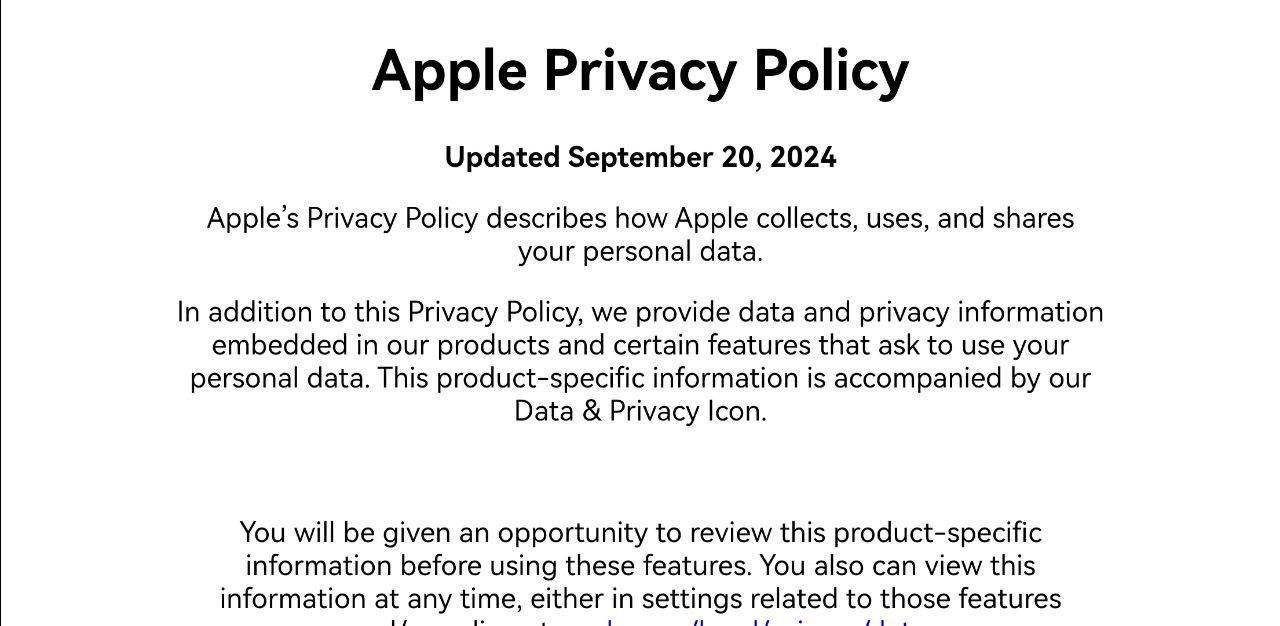 Apple Privacy Policy
Updated September 20, 2024
Apple’s Privacy Policy describes how Apple collects, uses, and shares
your personal data.
In addition to this Privacy Policy, we provide data and privacy information
embedded in our products and certain features that ask to use your
personal data. This product-specific information is accompanied by our
Data & Privacy Icon.
You will be given an opportunity to review this product-specific
information before using these features. You also can view this
information at any time, either in settings related to those features